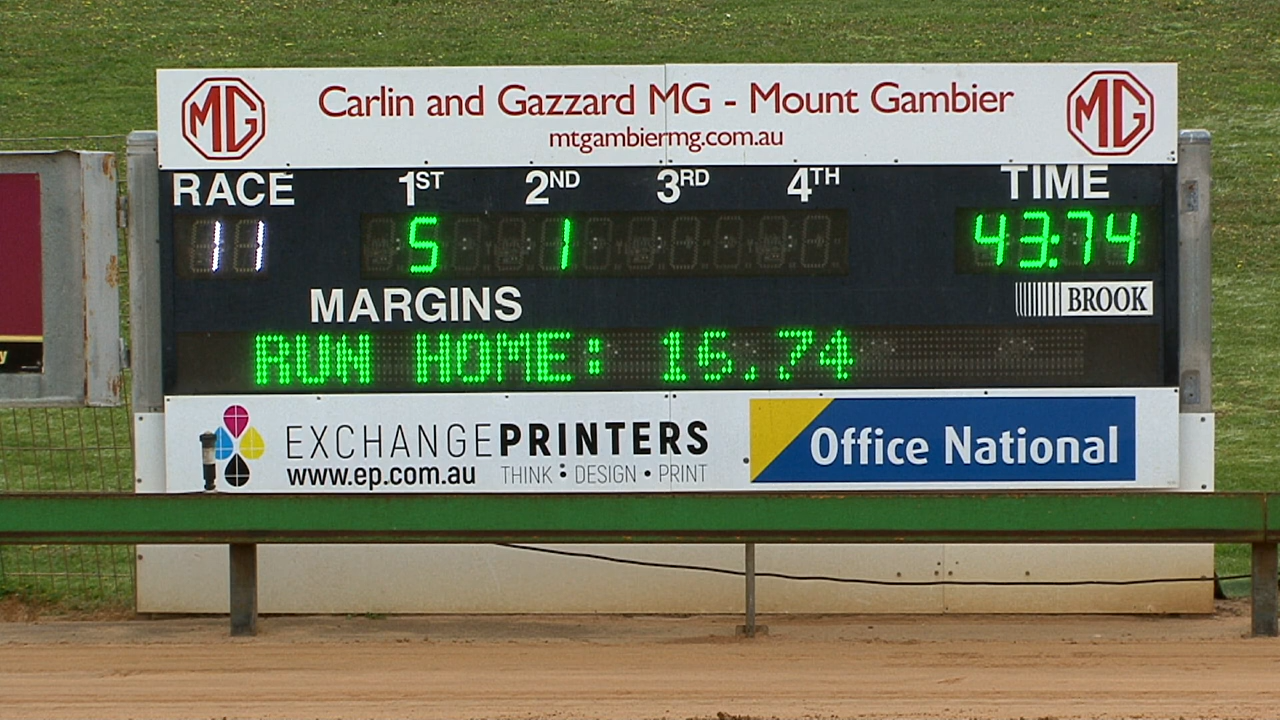 MG Carlin and Gazzard MG - Mount Gambier MG
mtgambiermg.com.au
RACE 1ST 2ND 3RD 4TH TIME
11 5 1 43:74
MARGINS BROOK
RUN HOME: 16.74
EXCHANGEPRINTERS
www.ep.com.au THINK : DESIGN • PRINT
Office National
y